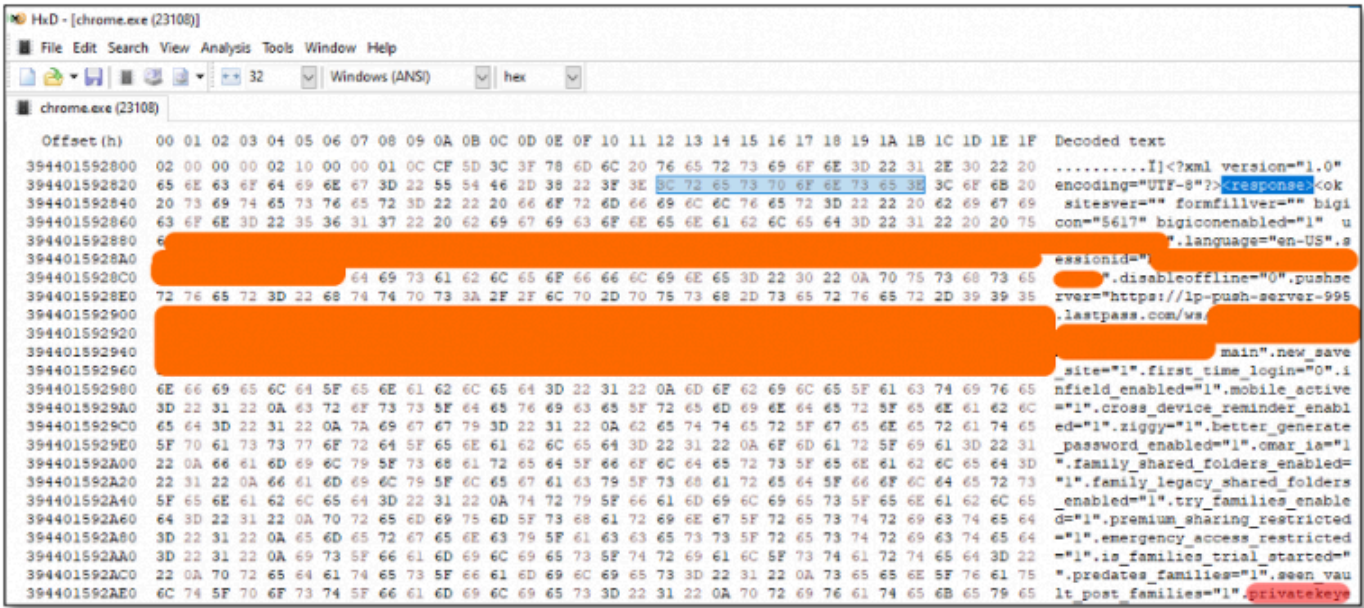 HxD - [chrome.exe (23108)]
File Edit Search View Analysis Tools Window Help
32 Windows (ANSI) hex
chrome.exe (23108)
Offset(h) 00 01 02 03 04 05 06 07 08 09 0A 0B 0C 0D 0E 0F 10 11 12 13 14 15 16 17 18 19 1A 1B 1C 1D 1E 1F Decoded text
394401592800 02 00 00 00 02 10 00 00 01 0C CF 5D 3C 3F 78 6D 6C 20 76 65 72 73 69 6F 6E 3D 22 31 2E 30 22 20 ..........Ï]<?xml version="1.0"
394401592820 65 6E 63 6F 64 69 6E 67 3D 22 55 54 46 2D 38 22 3F 3E 3C 72 65 73 70 6F 6E 73 65 3E 3C 6F 6B 20 encoding="UTF-8"?><response><ok
394401592840 20 73 69 74 65 73 76 65 72 3D 22 22 20 66 6F 72 6D 66 69 6C 6C 76 65 72 3D 22 22 20 62 69 67 69 sitesver="" formfillver="" bigi
394401592860 63 6F 6E 3D 22 35 36 31 37 22 20 62 69 67 69 63 6F 6E 65 6E 61 62 6C 65 64 3D 22 31 22 20 20 75 con="5617" bigiconenabled="1" u
394401592880 6 ".language="en-US".s
3944015928A0 essionid="
3944015928C0 64 69 73 61 62 6C 65 6F 66 66 6C 69 6E 65 3D 22 30 22 0A 70 75 73 68 73 65 ".disableoffline="0".pushse
3944015928E0 72 76 65 72 3D 22 68 74 74 70 73 3A 2F 2F 6C 70 2D 70 75 73 68 2D 73 65 72 76 65 72 2D 39 39 35 rver="https://lp-push-server-995
394401592900 .lastpass.com/ws/
394401592920
394401592940 main".new_save
394401592960 _site="1".first_time_login="0".i
394401592980 6E 66 69 65 6C 64 5F 65 6E 61 62 6C 65 64 3D 22 31 22 0A 6D 6F 62 69 6C 65 5F 61 63 74 69 76 65 nfield_enabled="1".mobile_active
3944015929A0 3D 22 31 22 0A 63 72 6F 73 73 5F 64 65 76 69 63 65 5F 72 65 6D 69 6E 64 65 72 5F 65 6E 61 62 6C ="1".cross_device_reminder_enabl
3944015929C0 65 64 3D 22 31 22 0A 7A 69 67 67 79 3D 22 31 22 0A 62 65 74 74 65 72 5F 67 65 6E 65 72 61 74 65 ed="1".ziggy="1".better_generate
3944015929E0 5F 70 61 73 73 77 6F 72 64 5F 65 6E 61 62 6C 65 64 3D 22 31 22 0A 6F 6D 61 72 5F 69 61 3D 22 31 _password_enabled="1".omar_ia="1
394401592A00 22 0A 66 61 6D 69 6C 79 5F 73 68 61 72 65 64 5F 66 6F 6C 64 65 72 73 5F 65 6E 61 62 6C 65 64 3D ".family_shared_folders_enabled=
394401592A20 22 31 22 0A 66 61 6D 69 6C 79 5F 6C 65 67 61 63 79 5F 73 68 61 72 65 64 5F 66 6F 6C 64 65 72 73 "1".family_legacy_shared_folders
394401592A40 5F 65 6E 61 62 6C 65 64 3D 22 31 22 0A 74 72 79 5F 66 61 6D 69 6C 69 65 73 5F 65 6E 61 62 6C 65 _enabled="1".try_families_enable
394401592A60 64 3D 22 31 22 0A 70 72 65 6D 69 75 6D 5F 73 68 61 72 69 6E 67 5F 72 65 73 74 72 69 63 74 65 64 d="1".premium_sharing_restricted
394401592A80 3D 22 31 22 0A 65 6D 65 72 67 65 6E 63 79 5F 61 63 63 65 73 73 5F 72 65 73 74 72 69 63 74 65 64 ="1".emergency_access_restricted
394401592AA0 3D 22 31 22 0A 69 73 5F 66 61 6D 69 6C 69 65 73 5F 74 72 69 61 6C 5F 73 74 61 72 74 65 64 3D 22 ="1".is_families_trial_started="
394401592AC0 22 0A 70 72 65 64 61 74 65 73 5F 66 61 6D 69 6C 69 65 73 3D 22 31 22 0A 73 65 65 6E 5F 76 61 75 ".predates_families="1".seen_vau
394401592AE0 6C 74 5F 70 6F 73 74 5F 66 61 6D 69 6C 69 65 73 3D 22 31 22 0A 70 72 69 76 61 74 65 6B 65 79 65 lt_post_families="1".privatekeye